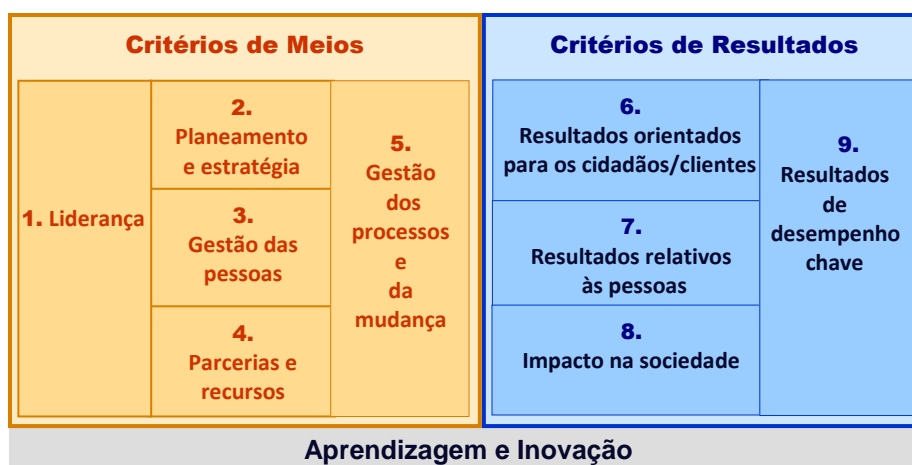 Critérios de Meios
1. Liderança
2.
Planeamento
e estratégia
3.
Gestão das
pessoas
4.
Parcerias e
recursos
5.
Gestão
dos
processos
e
da
mudança
Critérios de Resultados
6.
Resultados orientados
para os cidadãos/clientes
7.
Resultados relativos
às pessoas
8.
Impacto na sociedade
9.
Resultados
de
desempenho
chave
Aprendizagem e Inovação